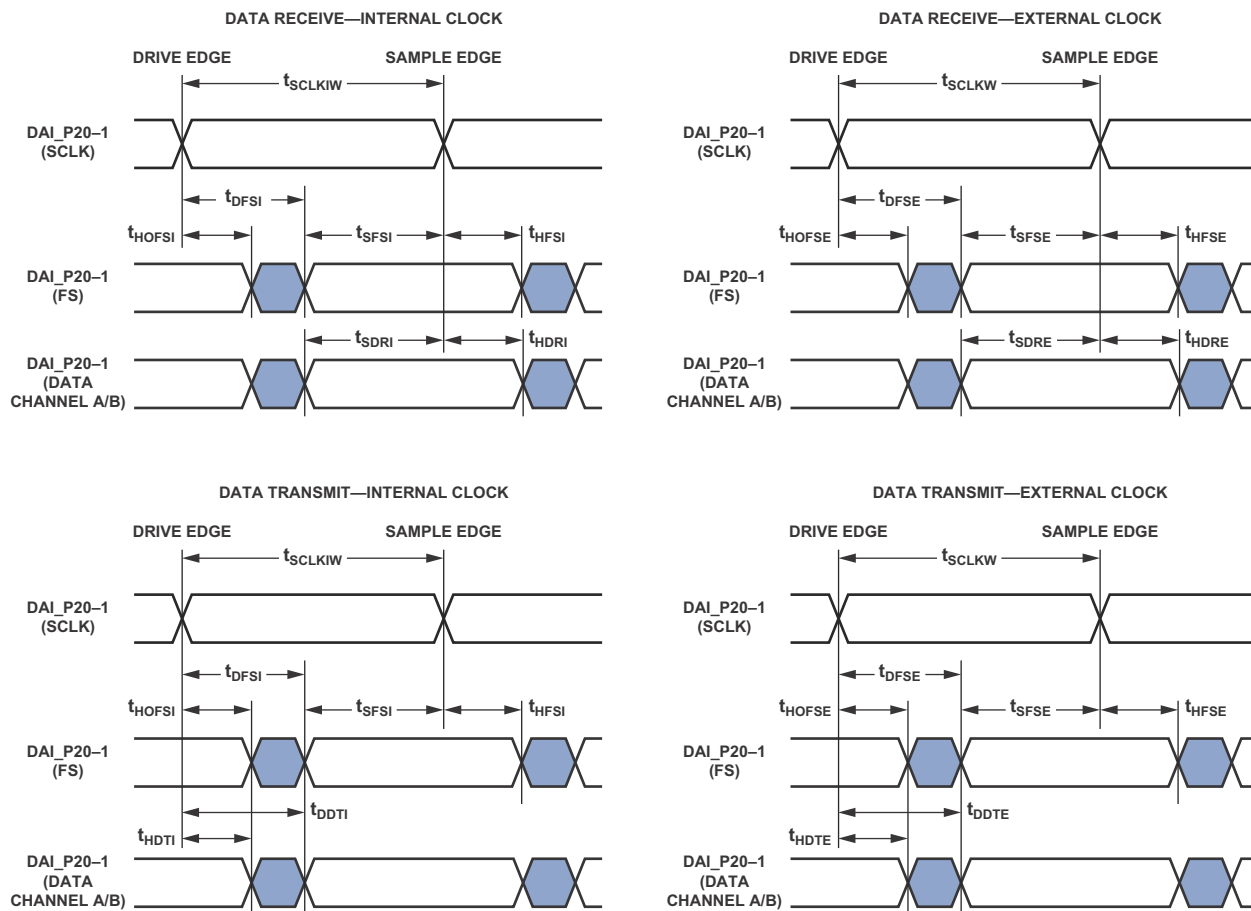 DATA RECEIVE—INTERNAL CLOCK
DRIVE EDGE
SAMPLE EDGE
tSCLKIW
DAI_P20–1
(SCLK)
tDFSI
tHOFSI
tSFSI
tHFSI
DAI_P20–1
(FS)
tSDRI
tHDRI
DAI_P20–1
(DATA
CHANNEL A/B)
DATA RECEIVE—EXTERNAL CLOCK
DRIVE EDGE
SAMPLE EDGE
tSCLKW
DAI_P20–1
(SCLK)
tDFSE
tHOFSE
tSFSE
tHFSE
DAI_P20–1
(FS)
tSDRE
tHDRE
DAI_P20–1
(DATA
CHANNEL A/B)
DATA TRANSMIT—INTERNAL CLOCK
DRIVE EDGE
SAMPLE EDGE
tSCLKIW
DAI_P20–1
(SCLK)
tDFSI
tHOFSI
tSFSI
tHFSI
DAI_P20–1
(FS)
tDDTI
tHDTI
DAI_P20–1
(DATA
CHANNEL A/B)
DATA TRANSMIT—EXTERNAL CLOCK
DRIVE EDGE
SAMPLE EDGE
tSCLKW
DAI_P20–1
(SCLK)
tDFSE
tHOFSE
tSFSE
tHFSE
DAI_P20–1
(FS)
tDDTE
tHDTE
DAI_P20–1
(DATA
CHANNEL A/B)